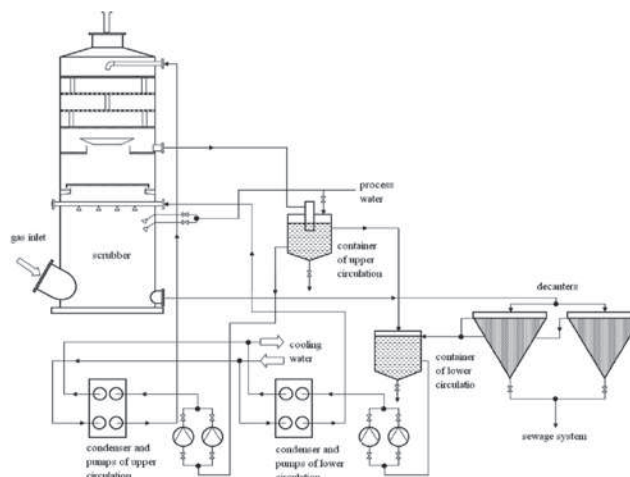 process
water
gas inlet
scrubber
container
of upper
circulation
decanters
cooling
water
container
of lower
circulatio
sewage system
condenser and
pumps of upper
circulation
condenser and
pumps of lower
circulation